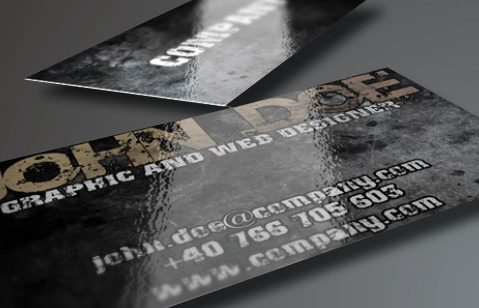 COMPANY
JOHN DOE
GRAPHIC AND WEB DESIGNER
john.doe@company.com
+40 766 705 603
www.company.com